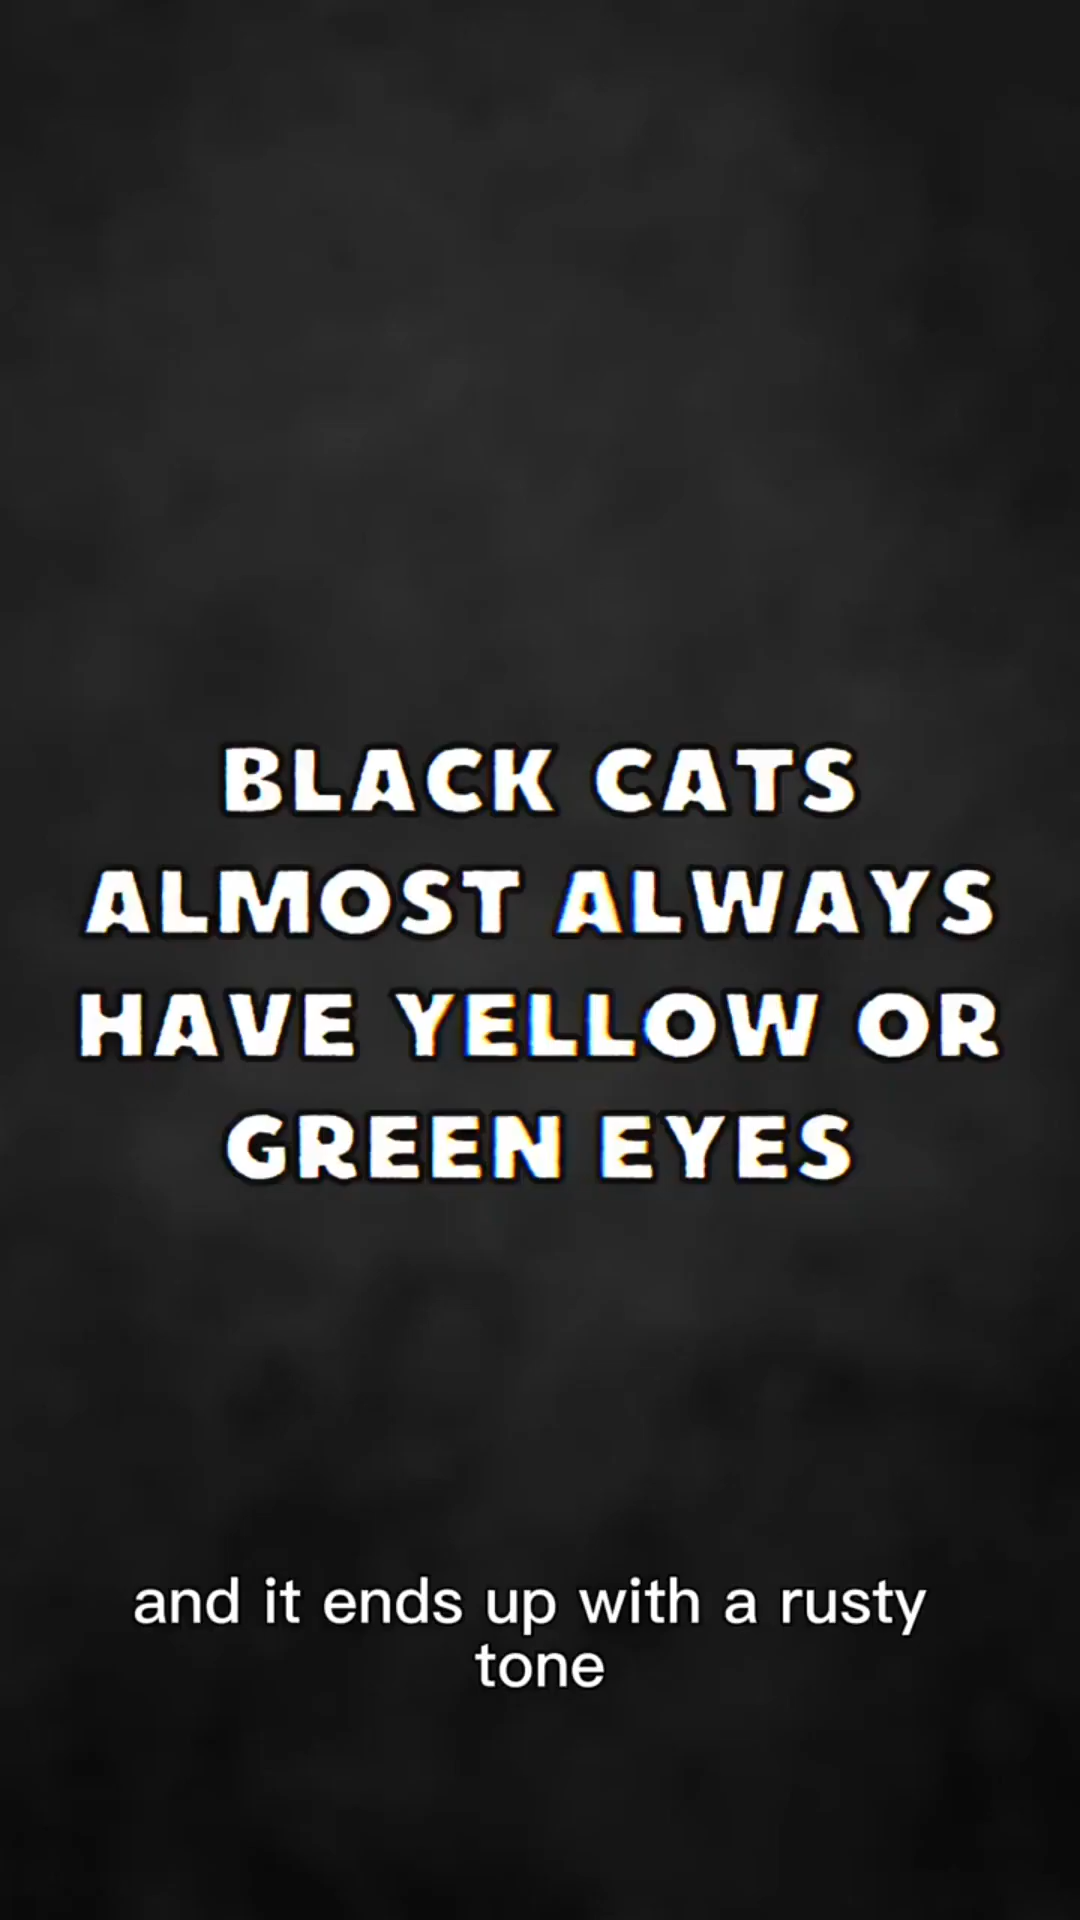 BLACK CATS
ALMOST ALWAYS
HAVE YELLOW OR
GREEN EYES
and it ends up with a rusty
tone